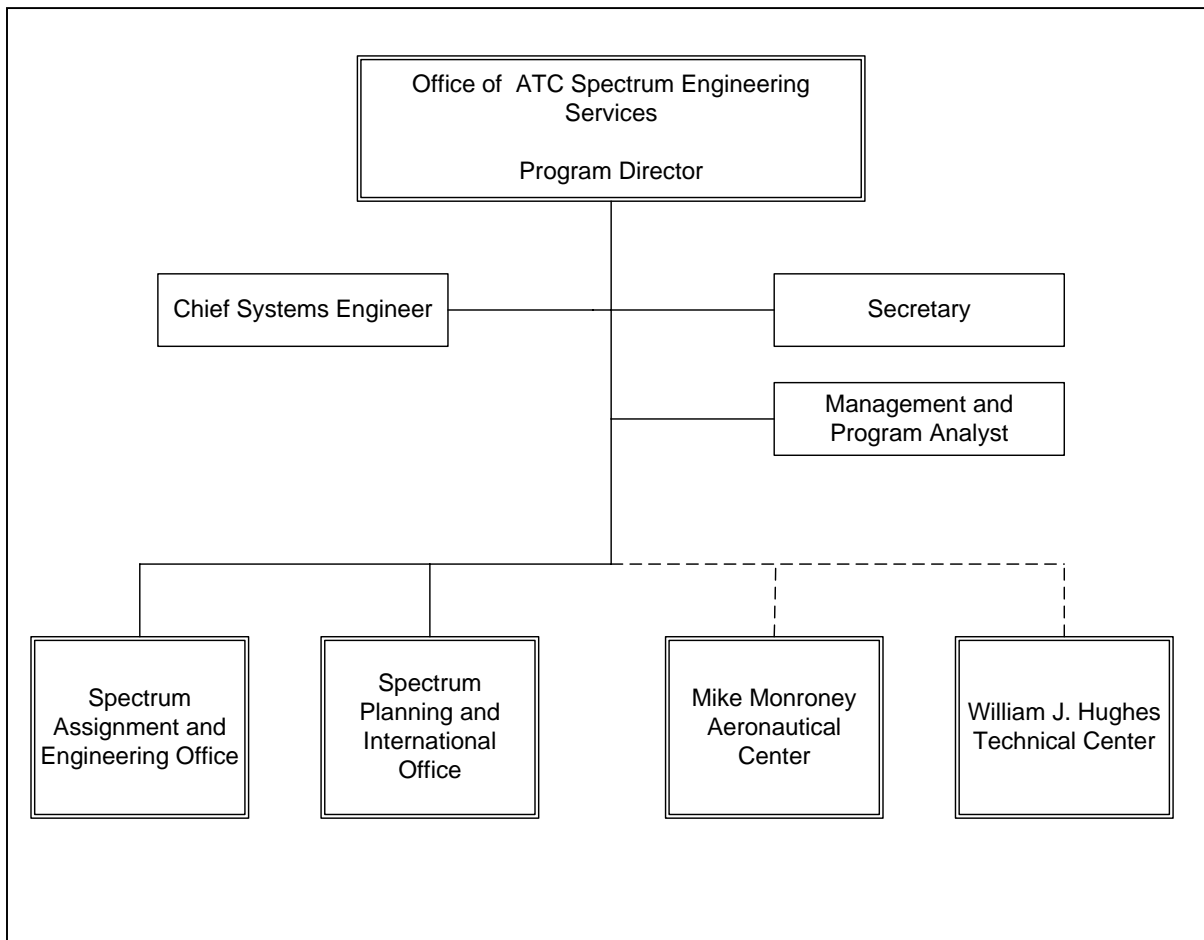 Office of  ATC Spectrum Engineering
Services
Program Director
Chief Systems Engineer
Secretary
Management and
Program Analyst
Spectrum
Assignment and
Engineering Office
Spectrum
Planning and
International
Office
Mike Monroney
Aeronautical
Center
William J. Hughes
Technical Center